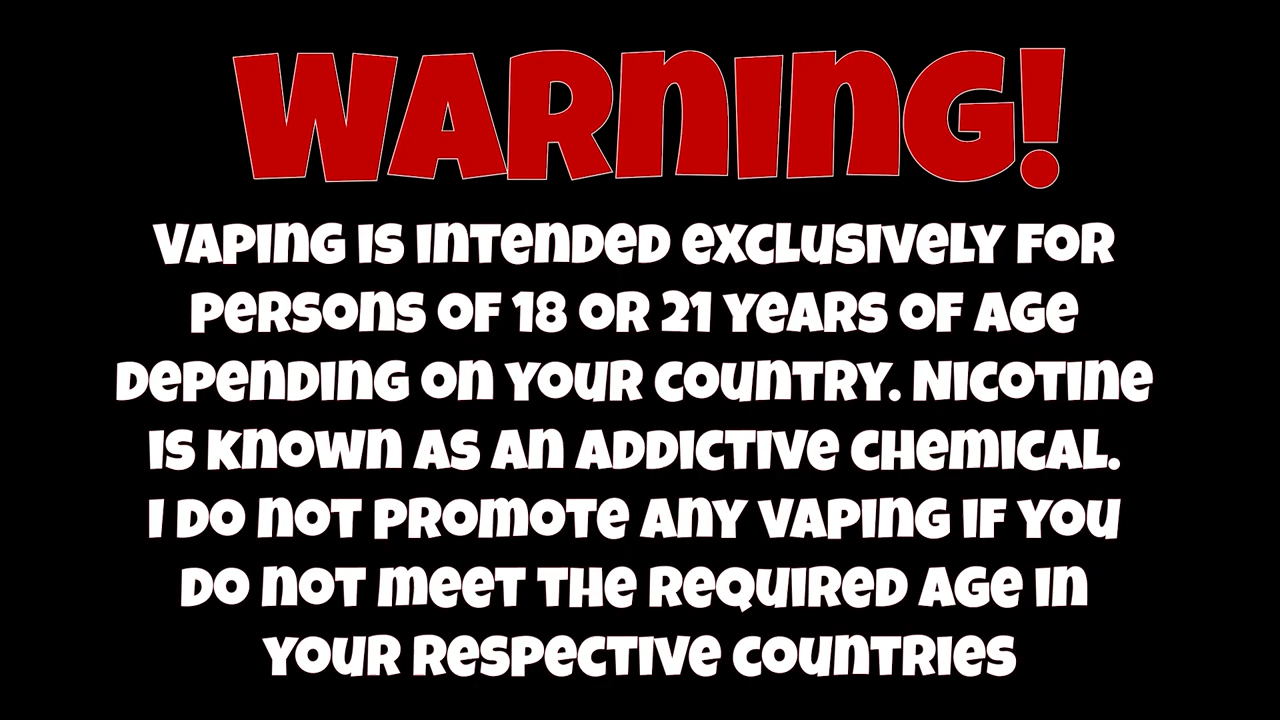 WARNING!
VAPING IS INTENDED EXCLUSIVELY FOR
PERSONS OF 18 OR 21 YEARS OF AGE
DEPENDING ON YOUR COUNTRY. NICOTINE
IS KNOWN AS AN ADDICTIVE CHEMICAL.
I DO NOT PROMOTE ANY VAPING IF YOU
DO NOT MEET THE REQUIRED AGE IN
YOUR RESPECTIVE COUNTRIES